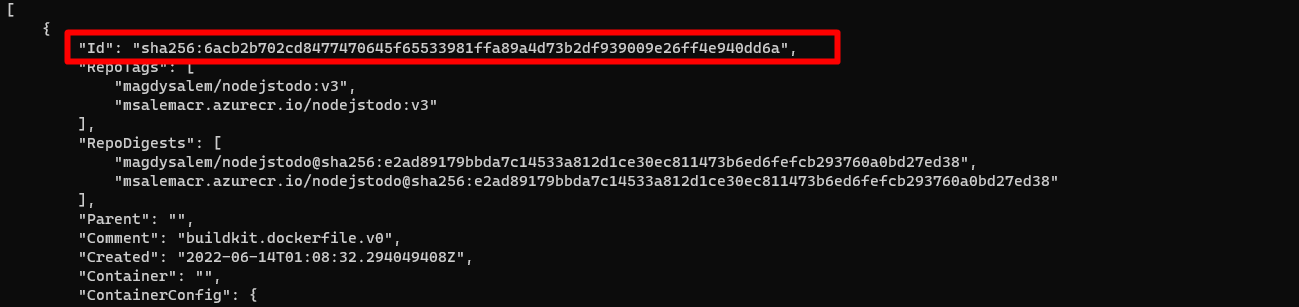 [
{
"Id": "sha256:6acb2b702cd8477470645f65533981ffa89a4d73b2df939009e26ff4e940dd6a",
"RepoTags": [
"magdysalem/nodejstodo:v3",
"msalemacr.azurecr.io/nodejstodo:v3"
],
"RepoDigests": [
"magdysalem/nodejstodo@sha256:e2ad89179bbda7c14533a812d1ce30ec811473b6ed6fefcb293760a0bd27ed38",
"msalemacr.azurecr.io/nodejstodo@sha256:e2ad89179bbda7c14533a812d1ce30ec811473b6ed6fefcb293760a0bd27ed38"
],
"Parent": "",
"Comment": "buildkit.dockerfile.v0",
"Created": "2022-06-14T01:08:32.294049408Z",
"Container": "",
"ContainerConfig": {